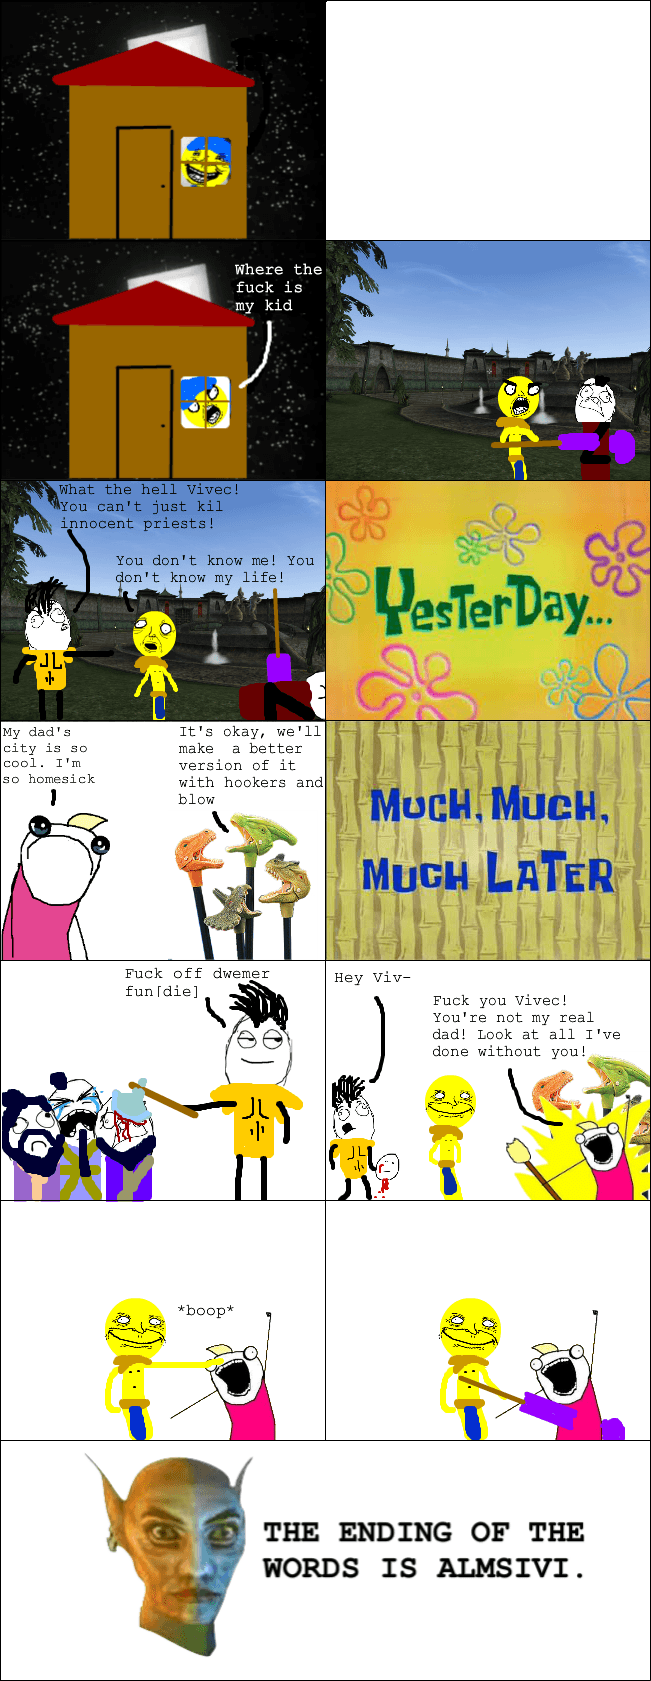 Where the
fuck is
my kid
What the hell Vivec!
You can't just kil
innocent priests!
You don't know me! You
don't know my life!
YesTerDay...
My dad's
city is so
cool. I'm
so homesick
It's okay, we'll
make a better
version of it
with hookers and
blow
MUCH, MUCH,
MUCH LATER
Fuck off dwemer
fun[die]
Hey Viv-
Fuck you Vivec!
You're not my real
dad! Look at all I've
done without you!
*boop*
THE ENDING OF THE
WORDS IS ALMSIVI.